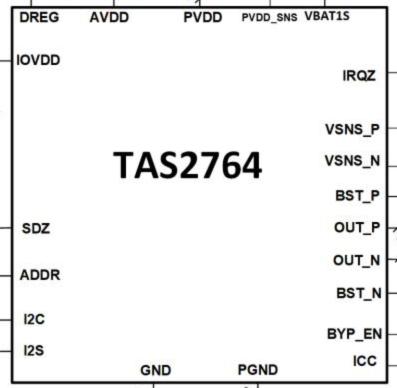 DREG AVDD PVDD PVDD_SNS VBAT1S
IOVDD
IRQZ
VSNS_P
VSNS_N
TAS2764
BST_P
SDZ
OUT_P
OUT_N
ADDR
BST_N
I2C
BYP_EN
I2S
ICC
GND PGND